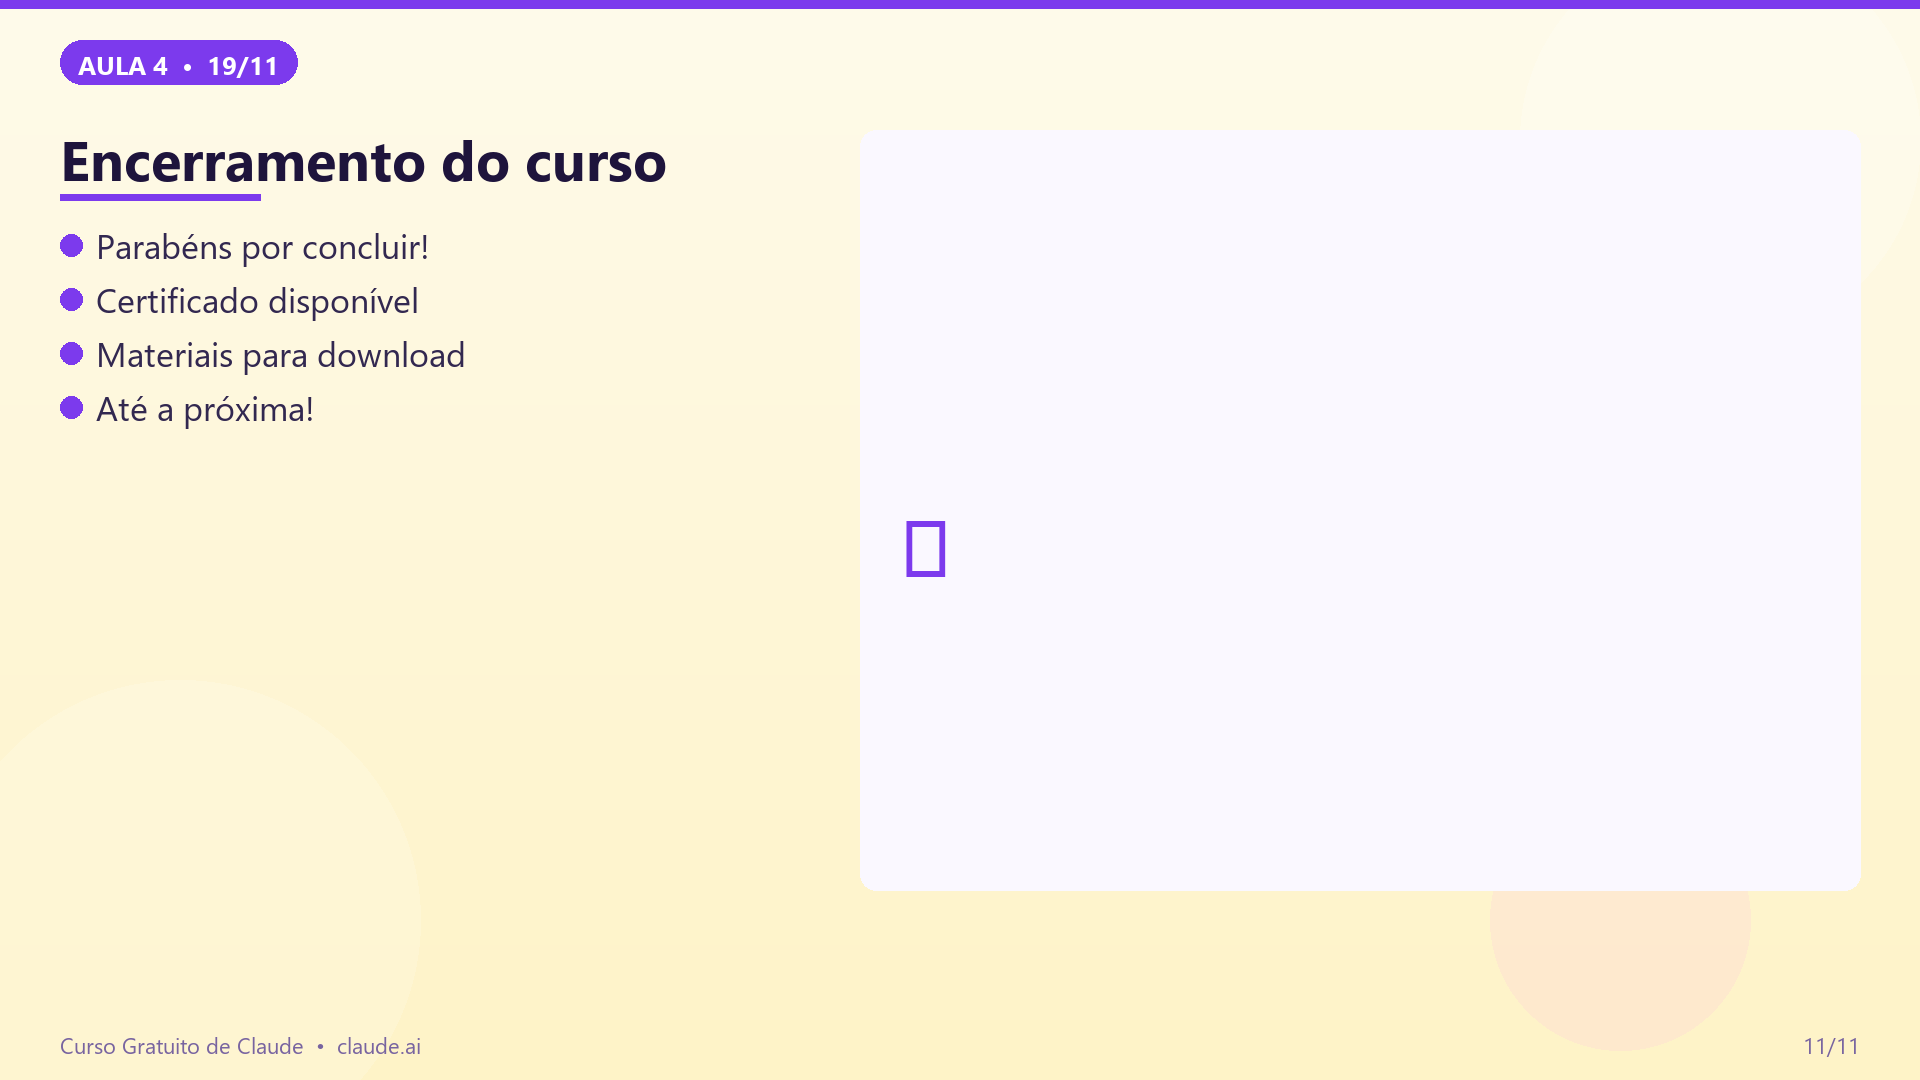 AULA 4 • 19/11
Encerramento do curso
Parabéns por concluir!
Certificado disponível
Materiais para download
Até a próxima!
Curso Gratuito de Claude • claude.ai
11/11